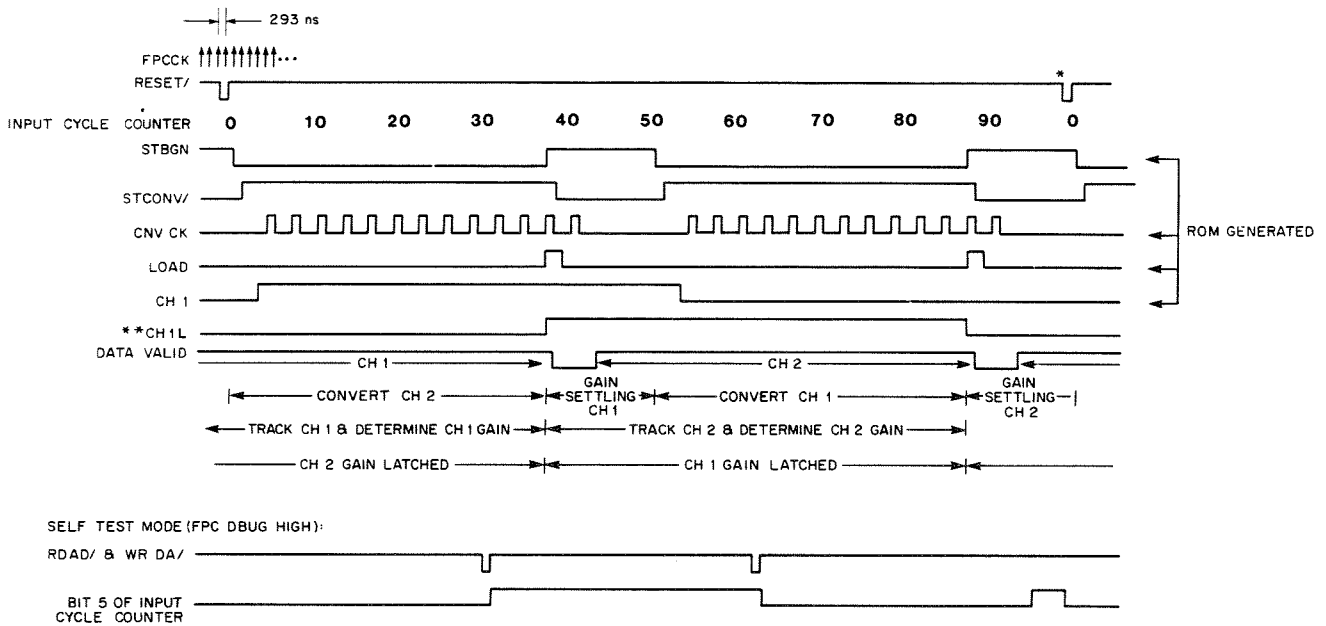 293 ns
FPCCK
RESET/
*
INPUT CYCLE COUNTER 0 10 20 30 40 50 60 70 80 90 0
STBGN
STCONV/
CNV CK
ROM GENERATED
LOAD
CH 1
**CH1L
DATA VALID
CH 1 CH 2
CONVERT CH 2 GAIN SETTLING CH 1 CONVERT CH 1 GAIN SETTLING CH 2
TRACK CH 1 & DETERMINE CH 1 GAIN TRACK CH 2 & DETERMINE CH 2 GAIN
CH 2 GAIN LATCHED CH 1 GAIN LATCHED
SELF TEST MODE (FPC DBUG HIGH):
RDAD/ & WR DA/
BIT 5 OF INPUT
CYCLE COUNTER